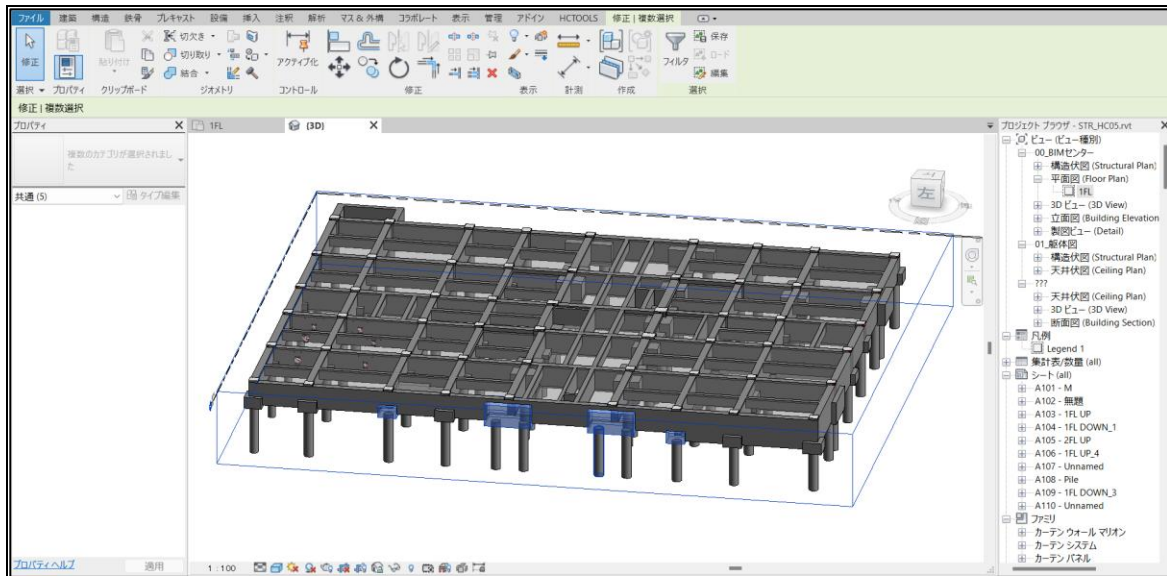 ファイル 建築 構造 鉄骨 プレキャスト 設備 挿入 注釈 解析 マス & 外構 コラボレート 表示 管理 アドイン HCTOOLS 修正 | 複数選択
修正
貼り付け
切欠き
切り取り
結合
アクティブ化
フィルタ
保存
ロード
編集
選択 プロパティ クリップボード ジオメトリ コントロール 修正 表示 計測 作成 選択
修正 | 複数選択
プロパティ
複数のカテゴリが選択されまし
た
共通 (5)
タイプ編集
プロパティヘルプ
適用
1FL
(3D)
左
1 : 100
プロジェクト ブラウザ - STR_HC05.rvt
ビュー (ビュー種別)
00_BIMセンター
構造伏図 (Structural Plan)
平面図 (Floor Plan)
1FL
3D ビュー (3D View)
立面図 (Building Elevation
製図ビュー (Detail)
01_躯体図
構造伏図 (Structural Plan)
天井伏図 (Ceiling Plan)
???
天井伏図 (Ceiling Plan)
3D ビュー (3D View)
断面図 (Building Section)
凡例
Legend 1
集計表/数量 (all)
シート (all)
A101 - M
A102 - 無題
A103 - 1FL UP
A104 - 1FL DOWN_1
A105 - 2FL UP
A106 - 1FL UP_4
A107 - Unnamed
A108 - Pile
A109 - 1FL DOWN_3
A110 - Unnamed
ファミリ
カーテン ウォール マリオン
カーテン システム
カーテン パネル